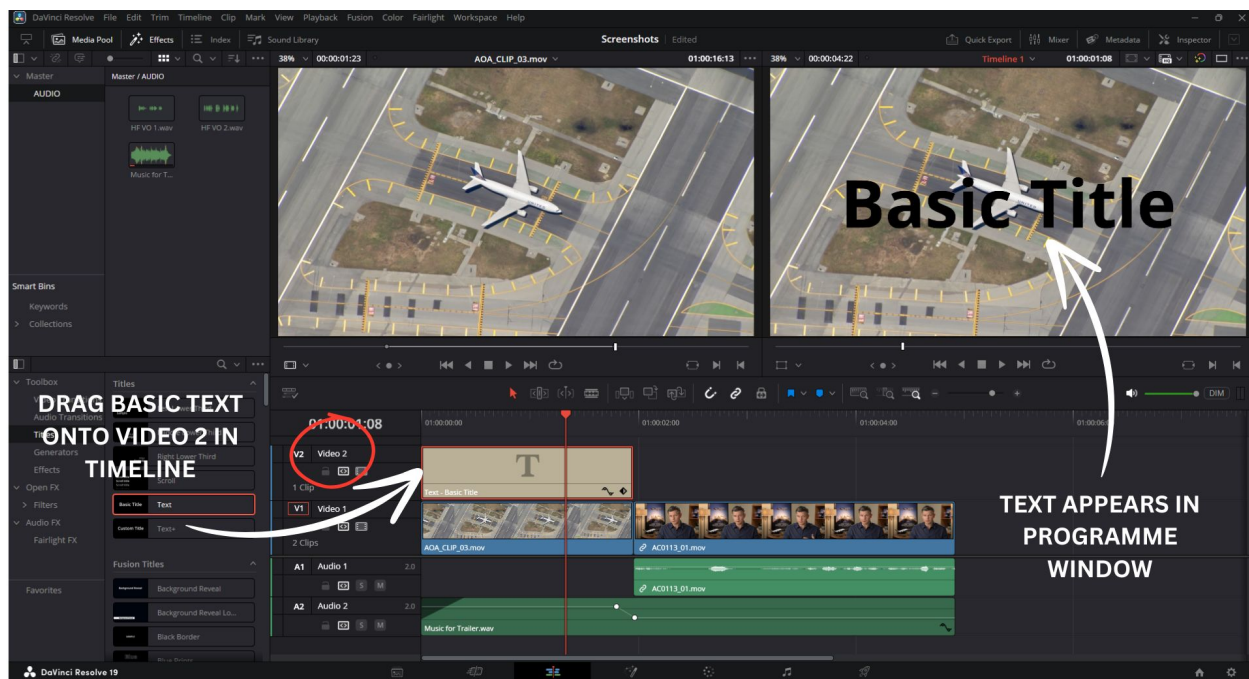 DaVinci Resolve File Edit Trim Timeline Clip Mark View Playback Fusion Color Fairlight Workspace Help
Media Pool Effects Index Sound Library Screenshots Edited Quick Export Mixer Metadata Inspector
38% 00:00:01:23 AOA_CLIP_03.mov 01:00:16:13 38% 00:00:04:22 Timeline 1 01:00:01:08
Master
AUDIO
Master / AUDIO
HF VO 1.wav HF VO 2.wav
Music for T...
Smart Bins
Keywords
Collections
Basic Title
Toolbox
Audio Transitions
Titles
Generators
Effects
Open FX
Filters
Audio FX
Fairlight FX
Favorites
Titles
Right Lower Third
Scroll
Basic Title Text
Custom Title Text+
Fusion Titles
Background Reveal
Background Reveal Lo...
Black Border
DRAG BASIC TEXT
ONTO VIDEO 2 IN
TIMELINE
DIM
01:00:01:08 01:00:00:00 01:00:02:00 01:00:04:00
V2 Video 2
1 Clip
T
Text - Basic Title
V1 Video 1
2 Clips
AOA_CLIP_03.mov AC0113_01.mov
A1 Audio 1 2.0
S M
AC0113_01.mov
A2 Audio 2 2.0
S M
Music for Trailer.wav
TEXT APPEARS IN
PROGRAMME
WINDOW
DaVinci Resolve 19